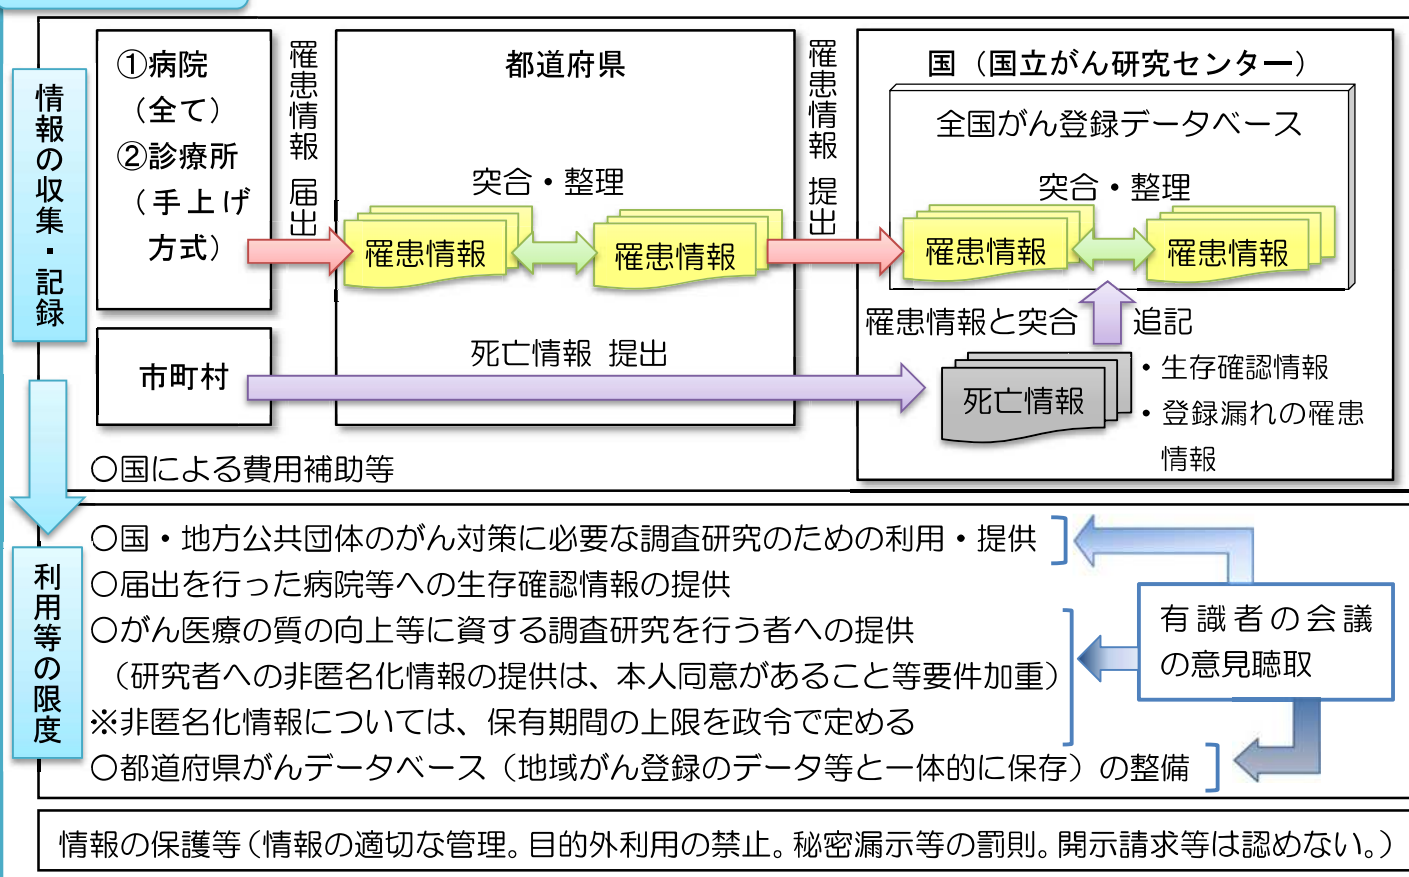 情報の収集・記録
①病院
（全て）
②診療所
（手上げ
方式）
罹患情報 届出
都道府県
突合・整理
罹患情報
罹患情報
罹患情報 提出
国（国立がん研究センター）
全国がん登録データベース
突合・整理
罹患情報
罹患情報
罹患情報と突合
追記
市町村
死亡情報 提出
死亡情報
・生存確認情報
・登録漏れの罹患
情報
○国による費用補助等
利用等の限度
○国・地方公共団体のがん対策に必要な調査研究のための利用・提供
○届出を行った病院等への生存確認情報の提供
○がん医療の質の向上等に資する調査研究を行う者への提供
（研究者への非匿名化情報の提供は、本人同意があること等要件加重）
※非匿名化情報については、保有期間の上限を政令で定める
○都道府県がんデータベース（地域がん登録のデータ等と一体的に保存）の整備
有識者の会議
の意見聴取
情報の保護等（情報の適切な管理。目的外利用の禁止。秘密漏示等の罰則。開示請求等は認めない。）